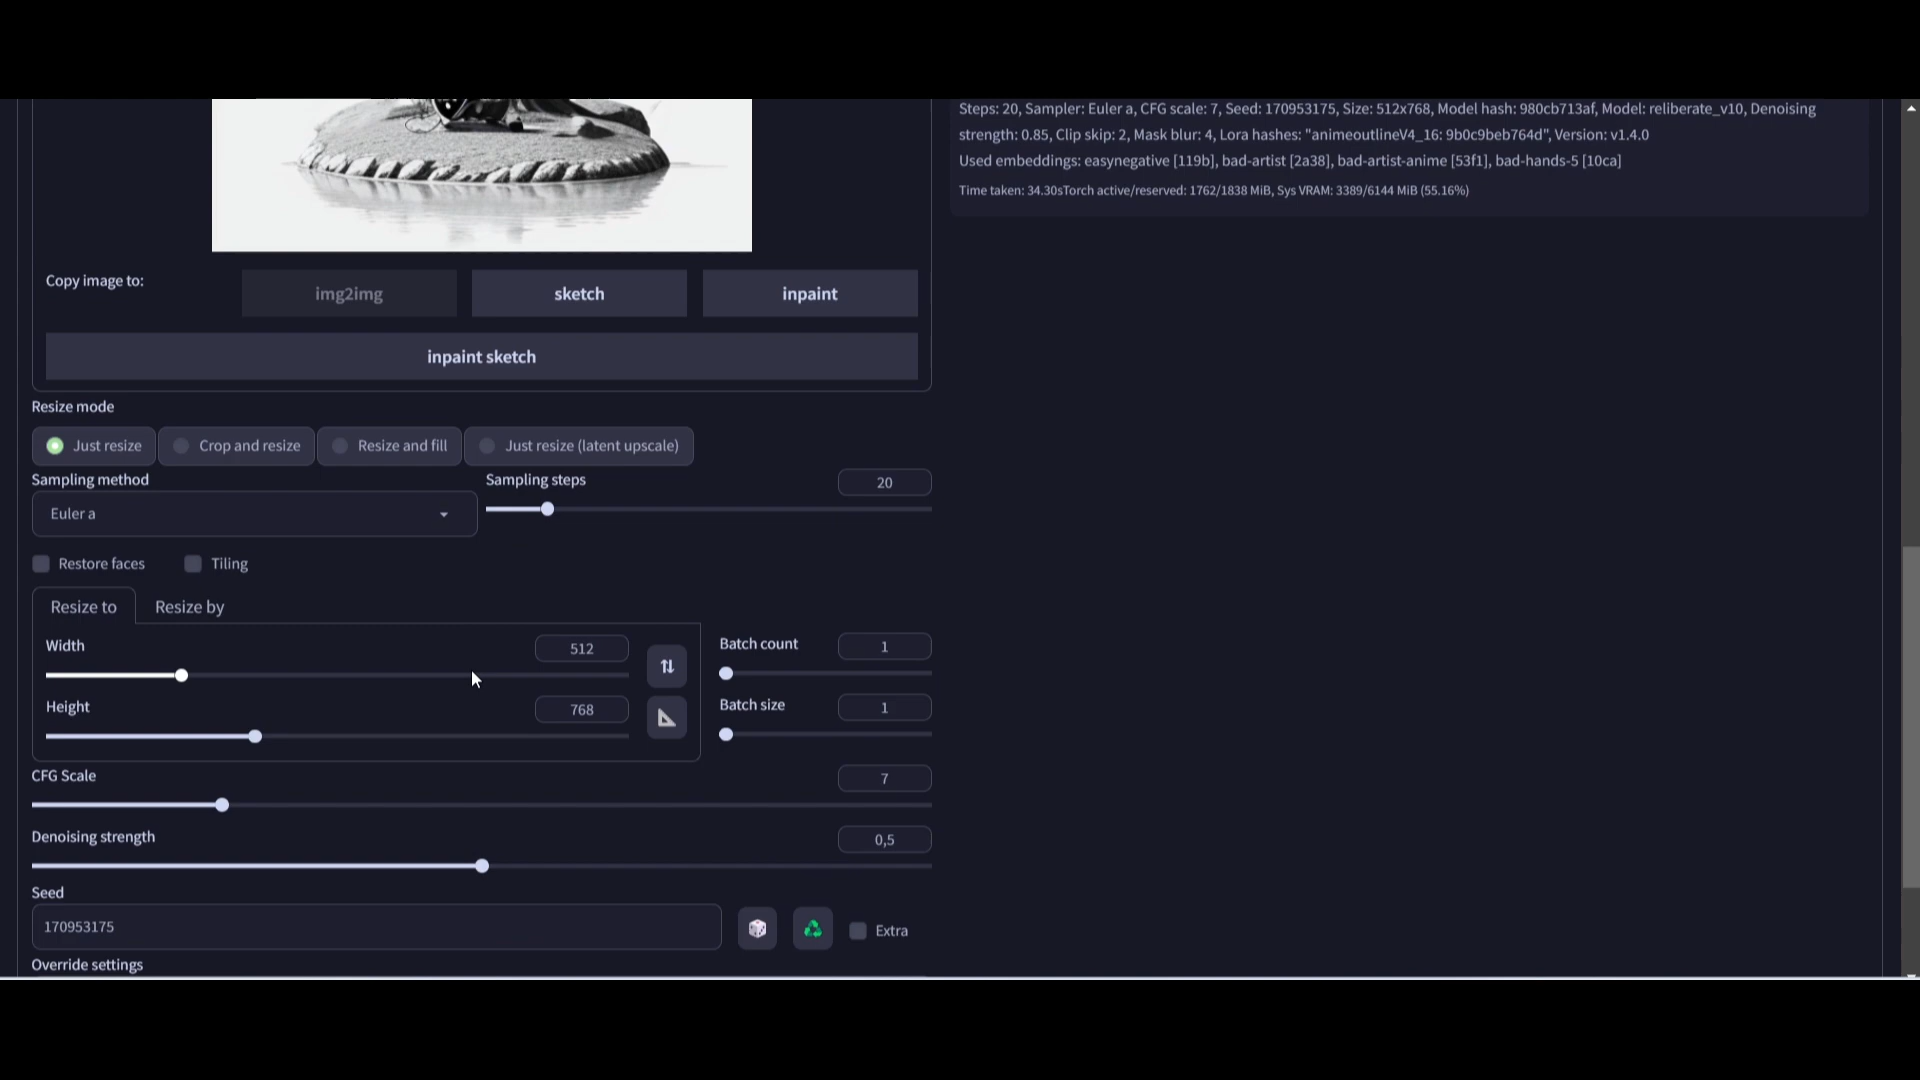 Steps: 20, Sampler: Euler a, CFG scale: 7, Seed: 170953175, Size: 512x768, Model hash: 980cb713af, Model: reliberate_v10, Denoising
strength: 0.85, Clip skip: 2, Mask blur: 4, Lora hashes: "animeoutlineV4_16: 9b0c9beb764d", Version: v1.4.0
Used embeddings: easynegative [119b], bad-artist [2a38], bad-artist-anime [53f1], bad-hands-5 [10ca]
Time taken: 34.30sTorch active/reserved: 1762/1838 MiB, Sys VRAM: 3389/6144 MiB (55.16%)
Copy image to:
img2img
sketch
inpaint
inpaint sketch
Resize mode
Just resize
Crop and resize
Resize and fill
Just resize (latent upscale)
Sampling method
Sampling steps
20
Euler a
Restore faces
Tiling
Resize to
Resize by
Width
512
Batch count
1
Height
768
Batch size
1
CFG Scale
7
Denoising strength
0,5
Seed
170953175
Extra
Override settings